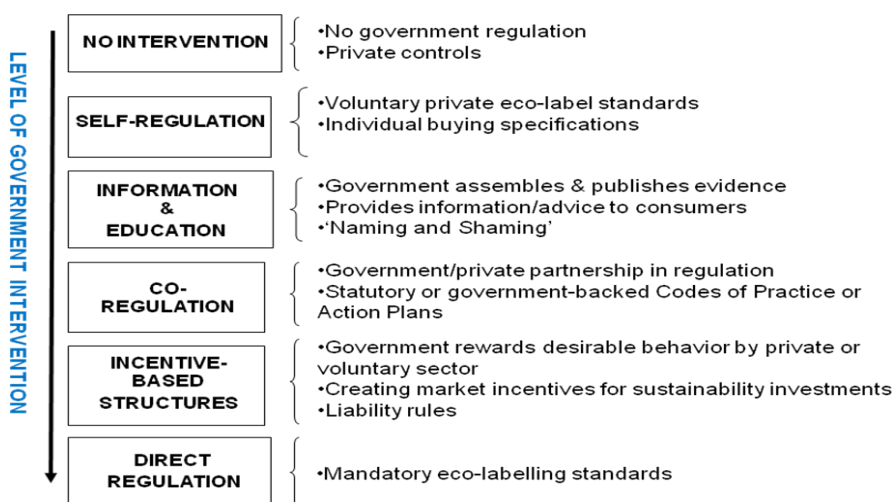 LEVEL OF GOVERNMENT INTERVENTION
NO INTERVENTION
•No government regulation
•Private controls
SELF-REGULATION
•Voluntary private eco-label standards
•Individual buying specifications
INFORMATION
&
EDUCATION
•Government assembles & publishes evidence
•Provides information/advice to consumers
•‘Naming and Shaming’
CO-
REGULATION
•Government/private partnership in regulation
•Statutory or government-backed Codes of Practice or
Action Plans
INCENTIVE-
BASED
STRUCTURES
•Government rewards desirable behavior by private or
voluntary sector
•Creating market incentives for sustainability investments
•Liability rules
DIRECT
REGULATION
•Mandatory eco-labelling standards